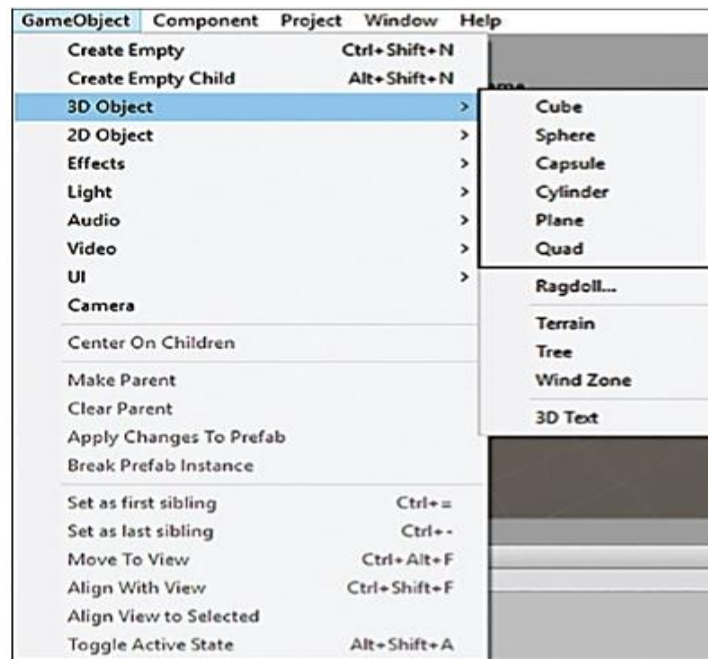 GameObject Component Project Window Help
Create Empty Ctrl+Shift+N
Create Empty Child Alt+Shift+N
3D Object >
2D Object >
Effects >
Light >
Audio >
Video >
UI >
Camera
Center On Children
Make Parent
Clear Parent
Apply Changes To Prefab
Break Prefab Instance
Set as first sibling Ctrl+=
Set as last sibling Ctrl+-
Move To View Ctrl+Alt+F
Align With View Ctrl+Shift+F
Align View to Selected
Toggle Active State Alt+Shift+A
Cube
Sphere
Capsule
Cylinder
Plane
Quad
Ragdoll...
Terrain
Tree
Wind Zone
3D Text